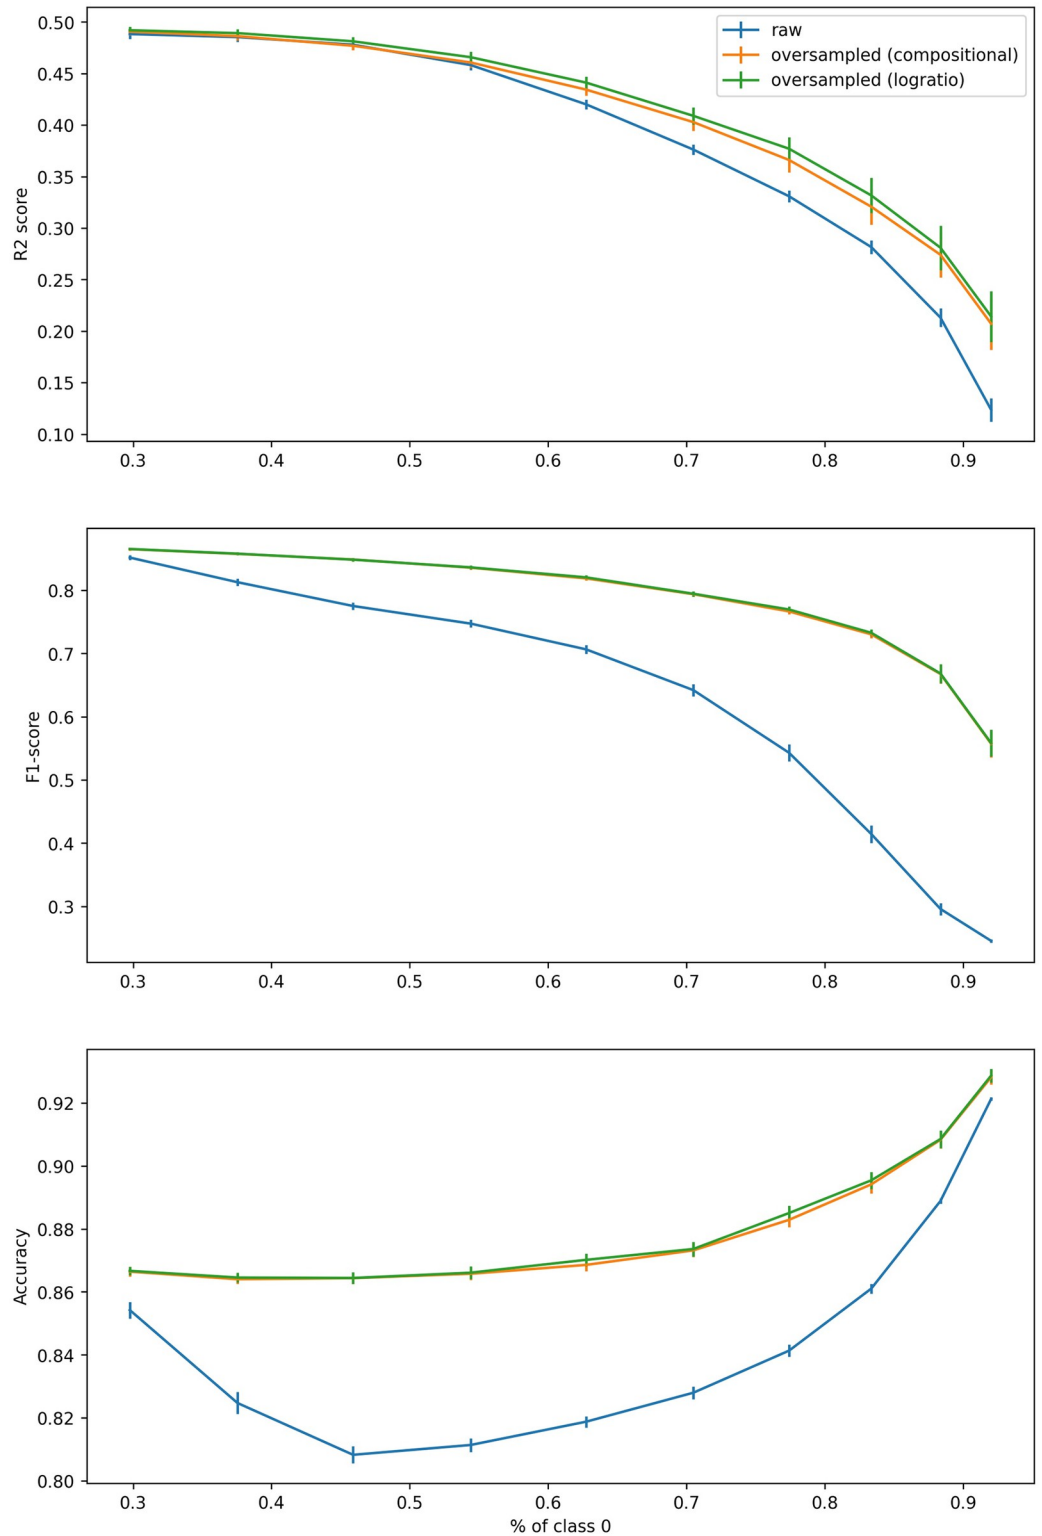 0.50
0.45
0.40
0.35
0.30
0.25
0.20
0.15
0.10
R2 score
raw
oversampled (compositional)
oversampled (logratio)
0.3 0.4 0.5 0.6 0.7 0.8 0.9
0.8
0.7
0.6
0.5
0.4
0.3
F1-score
0.3 0.4 0.5 0.6 0.7 0.8 0.9
0.92
0.90
0.88
0.86
0.84
0.82
0.80
Accuracy
0.3 0.4 0.5 0.6 0.7 0.8 0.9
% of class 0